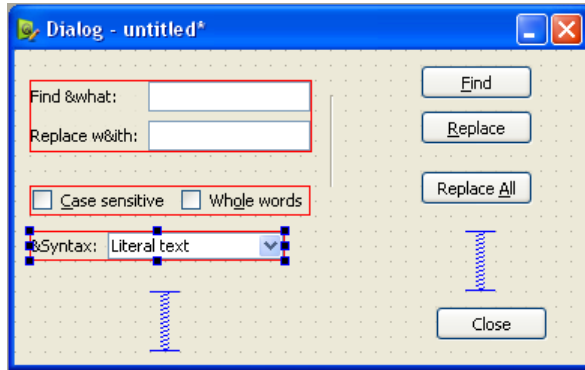 Dialog - untitled*
Find &what:
Find
Replace w&ith:
Replace
Replace All
Case sensitive Whole words
&Syntax: Literal text
Close